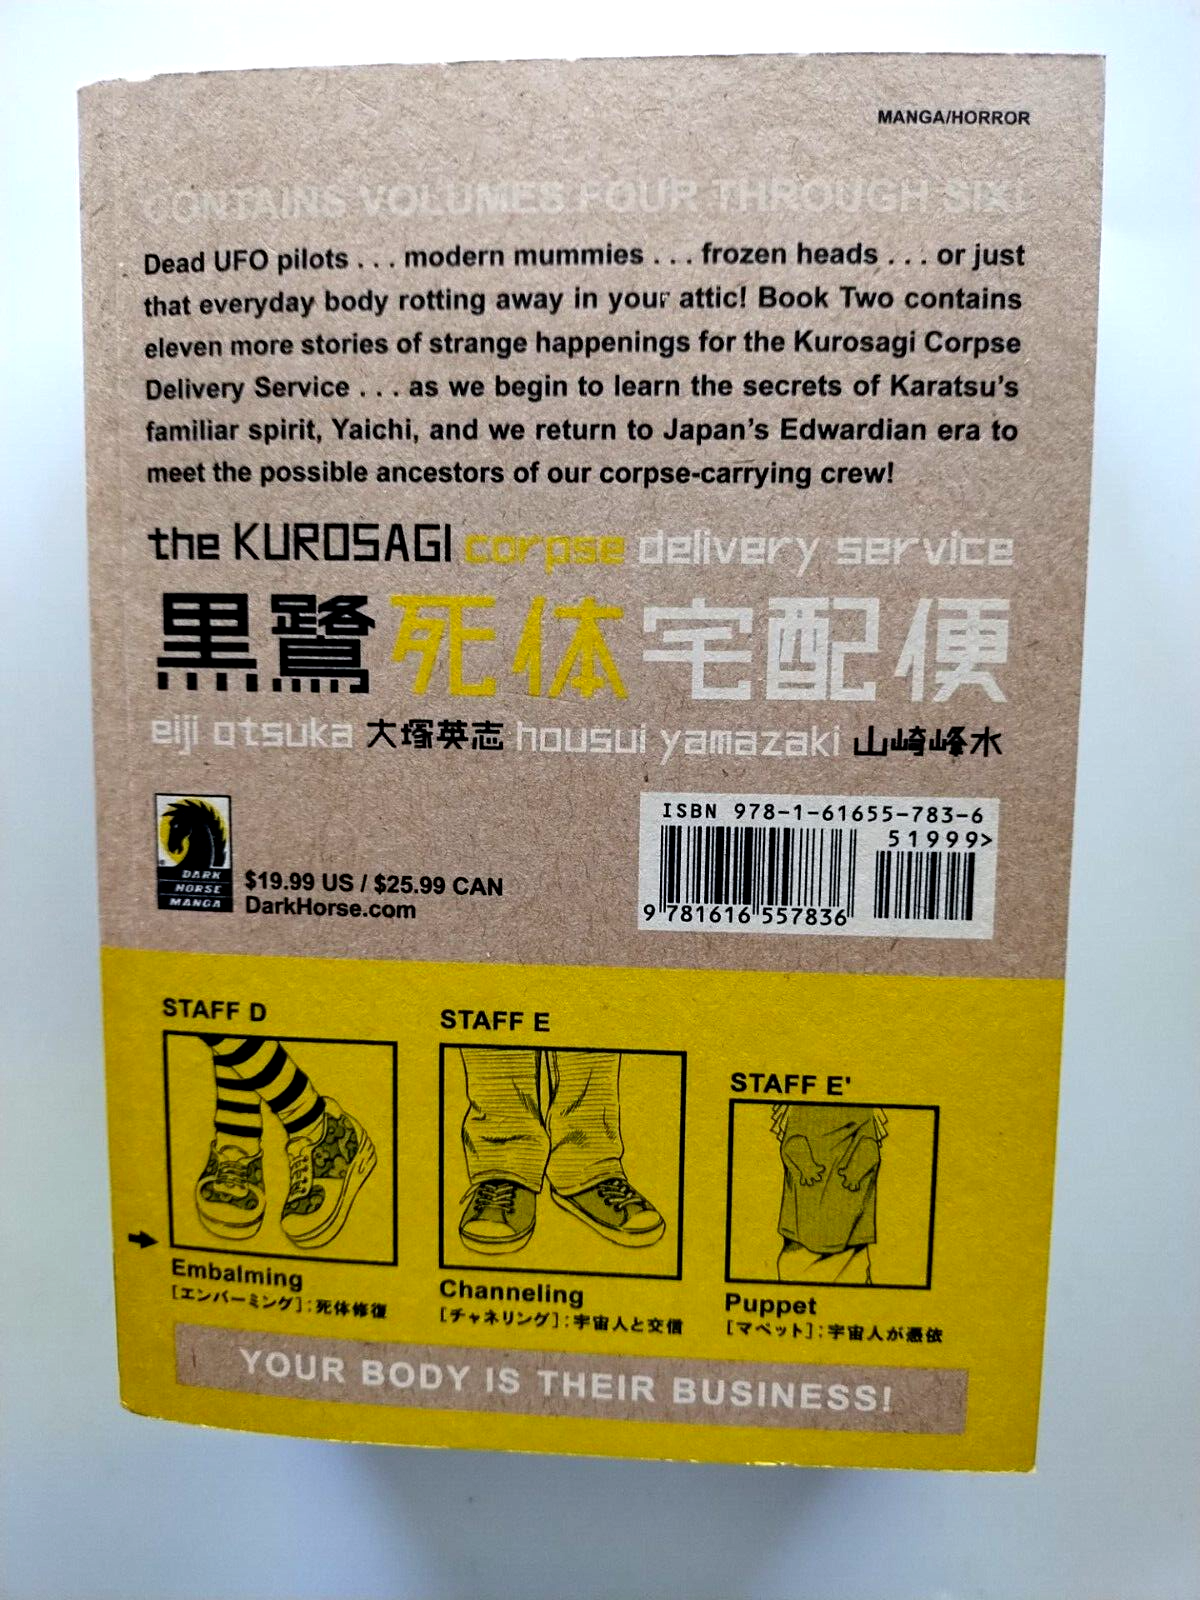 MANGA/HORROR
CONTAINS VOLUMES FOUR THROUGH SIX!
Dead UFO pilots . . . modern mummies . . . frozen heads . . . or just
that everyday body rotting away in your attic! Book Two contains
eleven more stories of strange happenings for the Kurosagi Corpse
Delivery Service . . . as we begin to learn the secrets of Karatsu's
familiar spirit, Yaichi, and we return to Japan's Edwardian era to
meet the possible ancestors of our corpse-carrying crew!
the KUROSAGI corpse delivery service
黒鷺死体宅配便
eiji otsuka 大塚英志 housui yamazaki 山崎峰水
DARK
HORSE
MANGA
$19.99 US / $25.99 CAN
DarkHorse.com
ISBN 978-1-61655-783-6
51999>
9 781616 557836
STAFF D
Embalming
[エンバーミング]:死体修復
STAFF E
Channeling
[チャネリング]:宇宙人と交信
STAFF E'
Puppet
[マペット]:宇宙人が憑依
YOUR BODY IS THEIR BUSINESS!